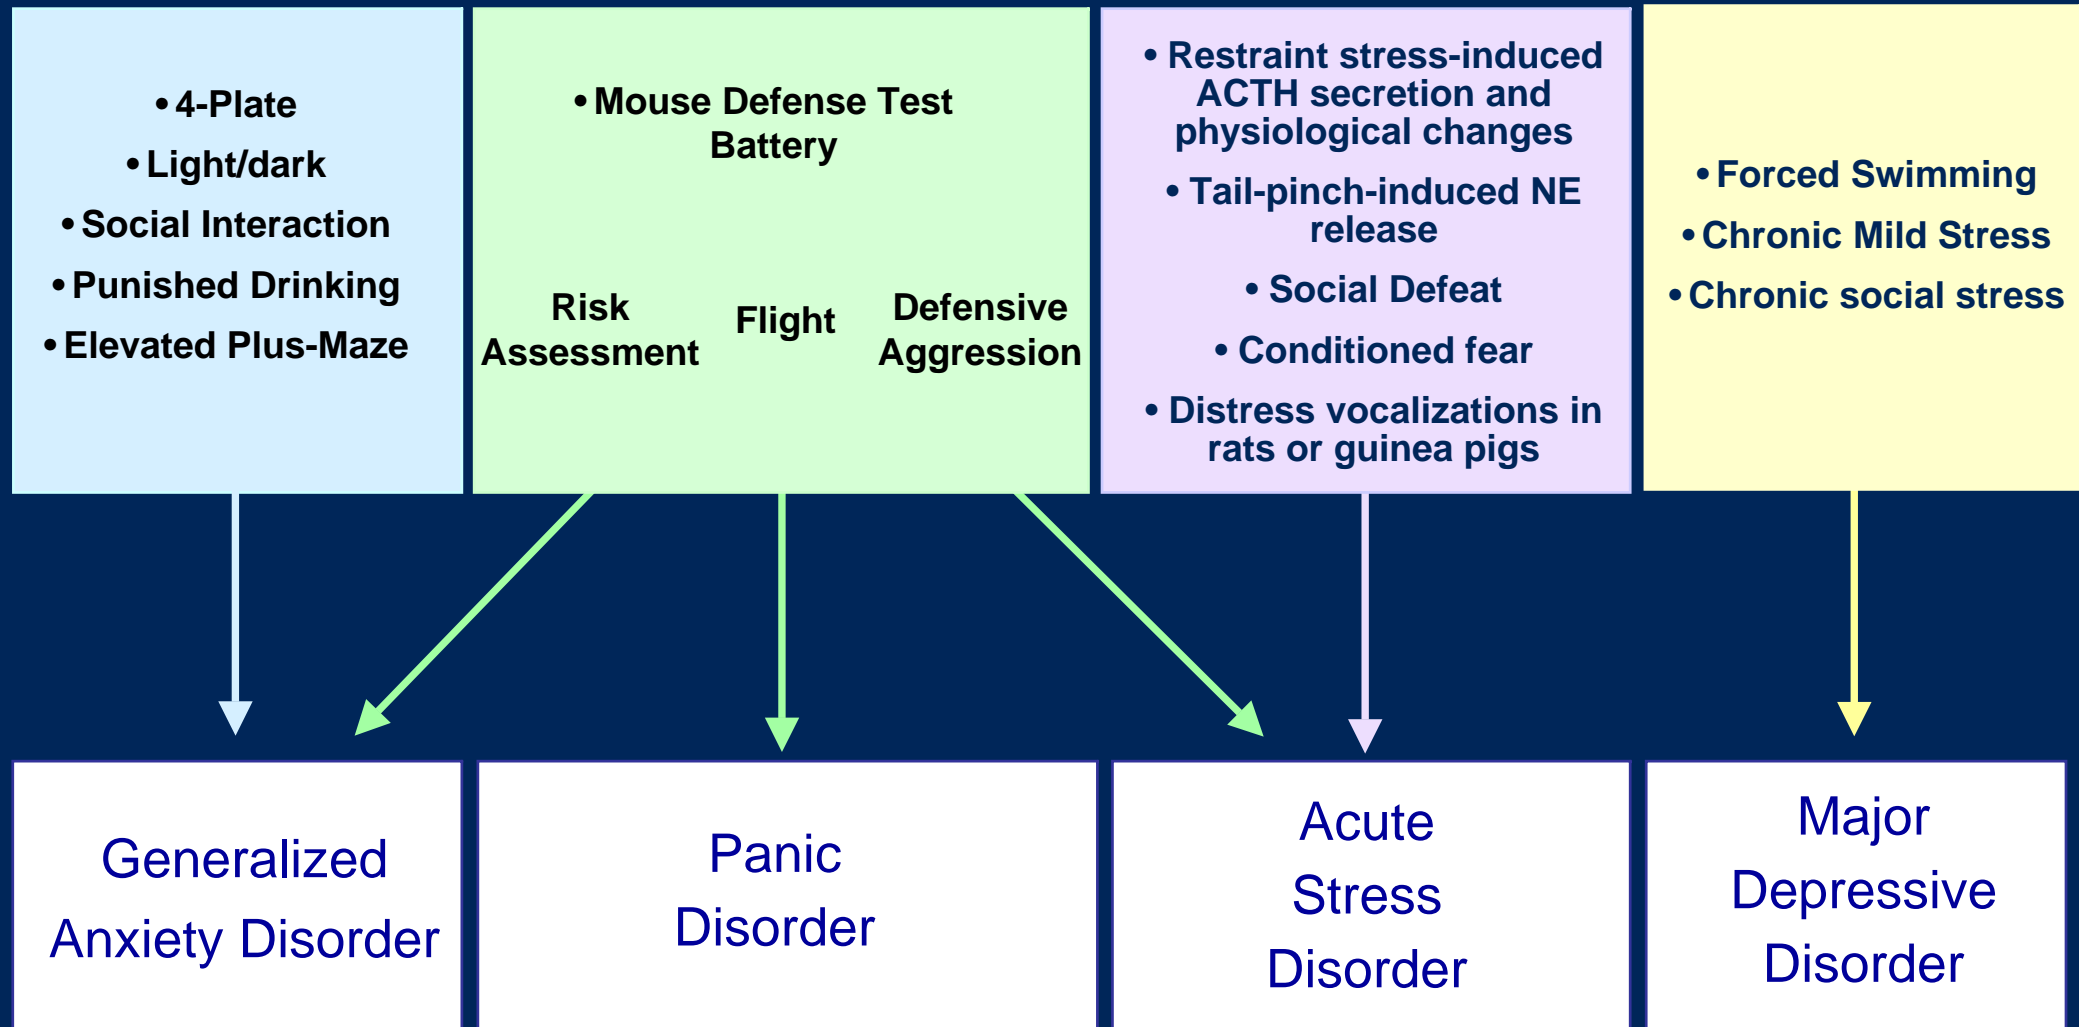 • 4-Plate
• Light/dark
• Social Interaction
• Punished Drinking
• Elevated Plus-Maze
• Mouse Defense Test
Battery
Risk
Assessment
Flight
Defensive
Aggression
• Restraint stress-induced
ACTH secretion and
physiological changes
• Tail-pinch-induced NE
release
• Social Defeat
• Conditioned fear
• Distress vocalizations in
rats or guinea pigs
• Forced Swimming
• Chronic Mild Stress
• Chronic social stress
Generalized
Anxiety Disorder
Panic
Disorder
Acute
Stress
Disorder
Major
Depressive
Disorder